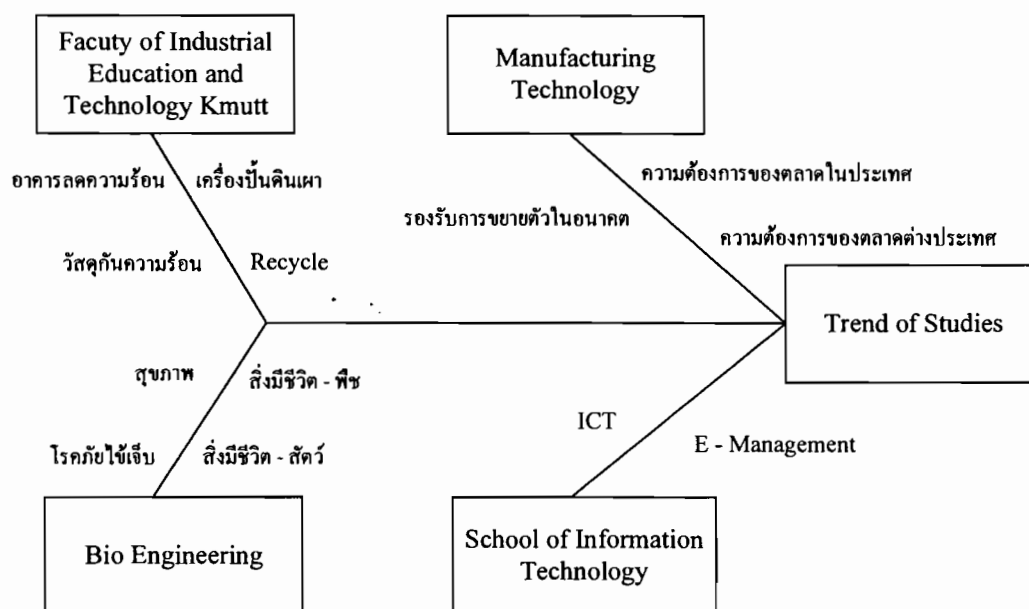 Facuty of Industrial
Education and
Technology Kmutt
Manufacturing
Technology
อาคารลดความร้อน
เครื่องปั้นดินเผา
ความต้องการของตลาดในประเทศ
รองรับการขยายตัวในอนาคต
ความต้องการของตลาดต่างประเทศ
วัสดุกันความร้อน
Recycle
Trend of Studies
สุขภาพ
สิ่งมีชีวิต - พืช
ICT
E - Management
โรคภัยไข้เจ็บ
สิ่งมีชีวิต - สัตว์
Bio Engineering
School of Information
Technology